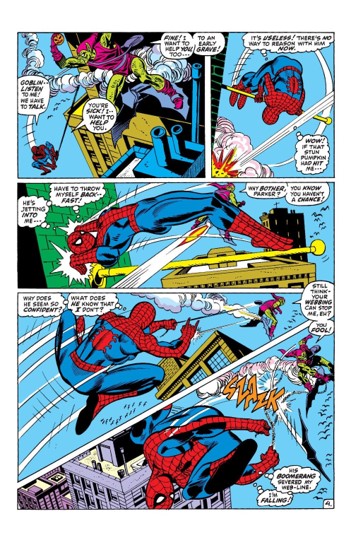 GOBLIN--
LISTEN
TO ME!
WE HAVE
TO TALK.
YOU'RE
SICK! I--
WANT TO
HELP
YOU.
FINE! I
WANT TO
HELP YOU
TOO---
TO AN
EARLY
GRAVE!
IT'S USELESS! THERE'S NO
WAY TO REASON WITH HIM
NOW.
WOW!
IF THAT
STUN
PUMPKIN
HAD HIT
ME---
HE'S
JETTING
INTO
ME---
HAVE TO THROW
MYSELF BACK--
FAST!
WHY BOTHER,
PARKER?
YOU KNOW
YOU HAVEN'T
A CHANCE!
WHY DOES
HE SEEM SO
CONFIDENT?
WHAT DOES
HE KNOW THAT
I DON'T?
STILL
THINK--
YOUR
WEBBING
CAN STOP
ME, EH?
YOU
FOOL!
HIS
BOOMERANG
SEVERED MY
WEB-LINE.
I'M
FALLING!
4